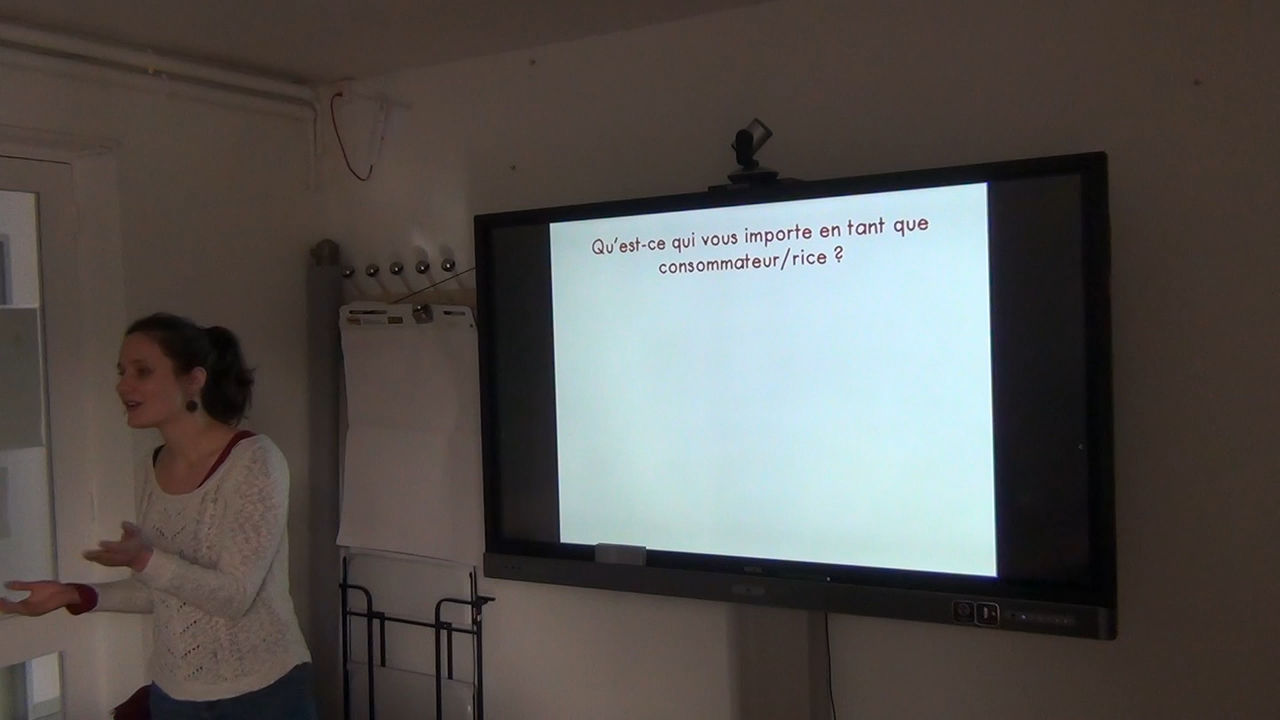 Qu'est-ce qui vous importe en tant que
consommateur/rice ?